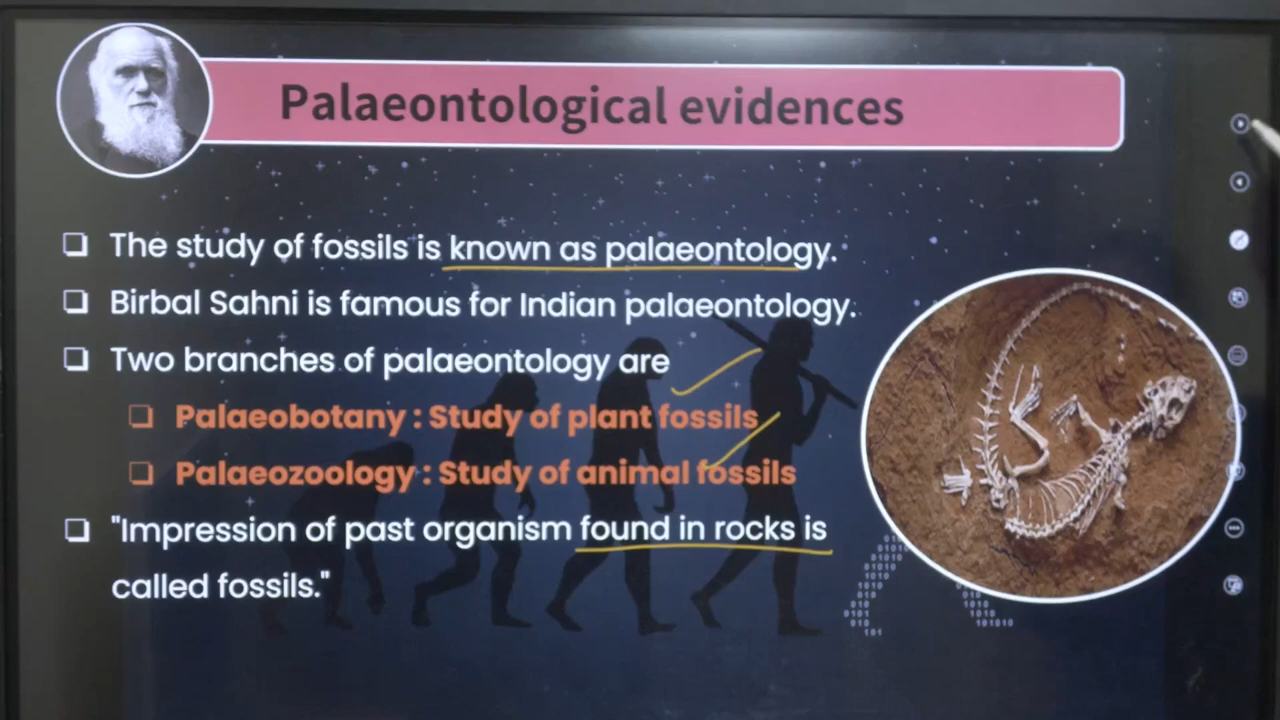 Palaeontological evidences
❑ The study of fossils is known as palaeontology.
❑ Birbal Sahni is famous for Indian palaeontology.
❑ Two branches of palaeontology are
❑ Palaeobotany : Study of plant fossils
❑ Palaeozoology : Study of animal fossils
❑ "Impression of past organism found in rocks is
called fossils."